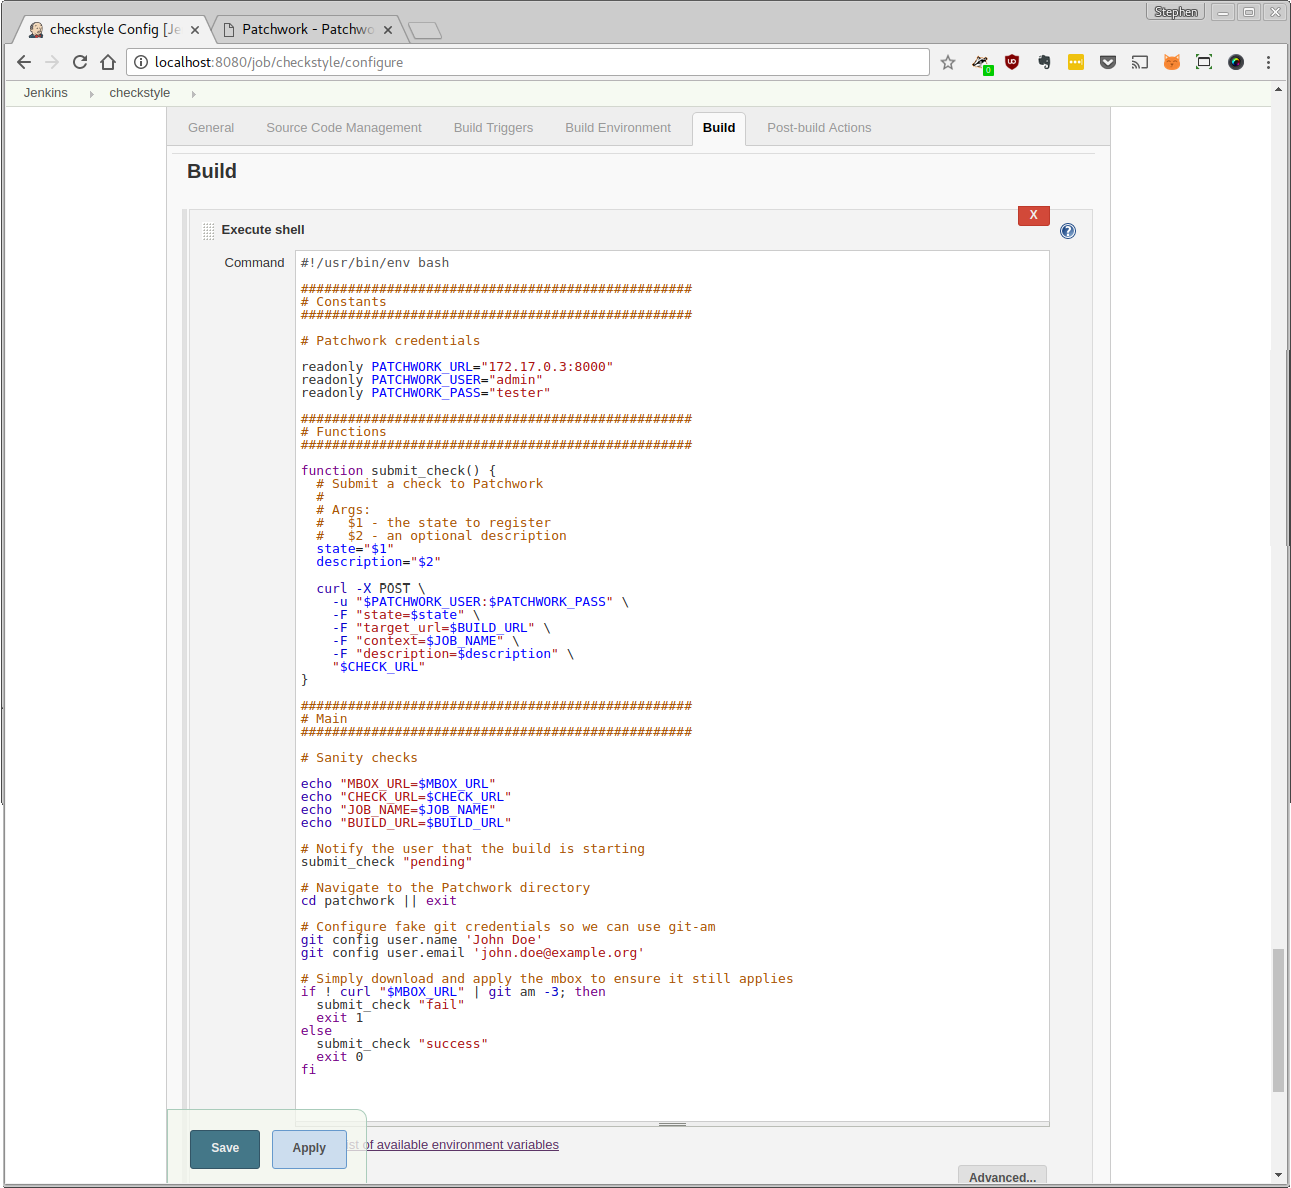 Stephen
checkstyle Config [Je
Patchwork - Patchwo
localhost:8080/job/checkstyle/configure
0
Jenkins checkstyle
General Source Code Management Build Triggers Build Environment Build Post-build Actions
Build
X
Execute shell
Command
#!/usr/bin/env bash
##################################################
# Constants
##################################################
# Patchwork credentials
readonly PATCHWORK_URL="172.17.0.3:8000"
readonly PATCHWORK_USER="admin"
readonly PATCHWORK_PASS="tester"
##################################################
# Functions
##################################################
function submit_check() {
  # Submit a check to Patchwork
  #
  # Args:
  #   $1 - the state to register
  #   $2 - an optional description
  state="$1"
  description="$2"
  curl -X POST \
    -u "$PATCHWORK_USER:$PATCHWORK_PASS" \
    -F "state=$state" \
    -F "target_url=$BUILD_URL" \
    -F "context=$JOB_NAME" \
    -F "description=$description" \
    "$CHECK_URL"
}
##################################################
# Main
##################################################
# Sanity checks
echo "MBOX_URL=$MBOX_URL"
echo "CHECK_URL=$CHECK_URL"
echo "JOB_NAME=$JOB_NAME"
echo "BUILD_URL=$BUILD_URL"
# Notify the user that the build is starting
submit_check "pending"
# Navigate to the Patchwork directory
cd patchwork || exit
# Configure fake git credentials so we can use git-am
git config user.name 'John Doe'
git config user.email 'john.doe@example.org'
# Simply download and apply the mbox to ensure it still applies
if ! curl "$MBOX_URL" | git am -3; then
  submit_check "fail"
  exit 1
else
  submit_check "success"
  exit 0
fi
Save Apply
of available environment variables
Advanced...